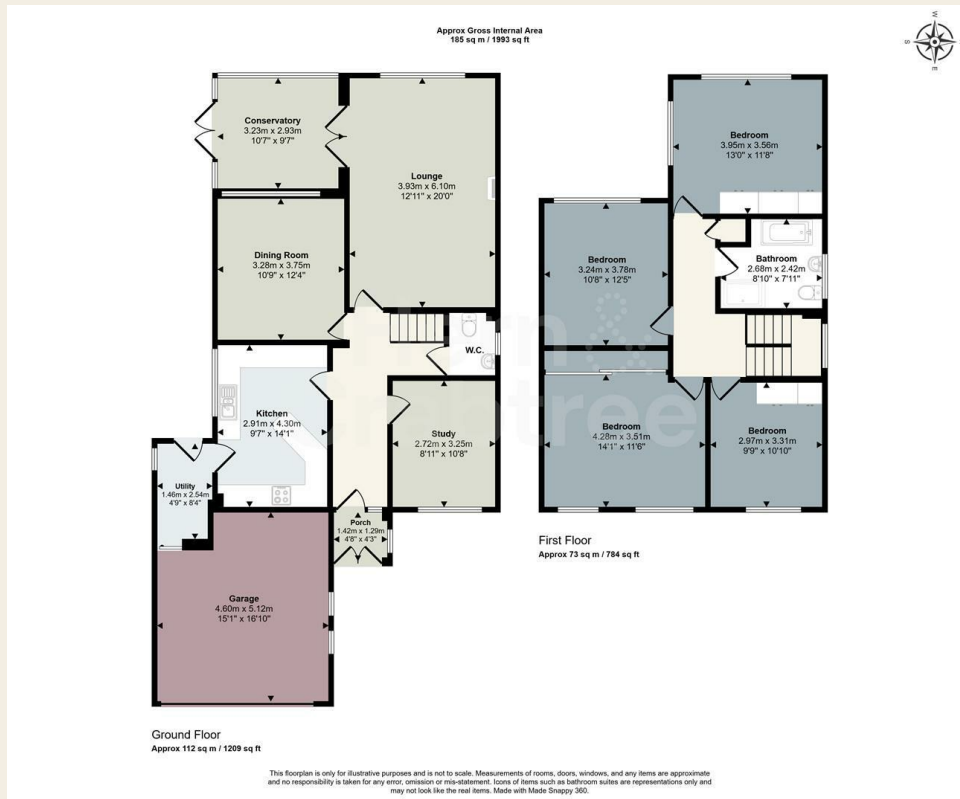 Approx Gross Internal Area
185 sq m / 1993 sq ft
W
S
E
Conservatory
3.23m x 2.93m
10'7" x 9'7"
Lounge
3.93m x 6.10m
12'11" x 20'0"
Dining Room
3.28m x 3.75m
10'9" x 12'4"
W.C.
Kitchen
2.91m x 4.30m
9'7" x 14'1"
Study
2.72m x 3.25m
8'11" x 10'8"
Utility
1.46m x 2.54m
4'9" x 8'4"
Porch
1.42m x 1.29m
4'8" x 4'3"
Garage
4.60m x 5.12m
15'1" x 16'10"
Ground Floor
Approx 112 sq m / 1209 sq ft
Bedroom
3.95m x 3.56m
13'0" x 11'8"
Bedroom
3.24m x 3.78m
10'8" x 12'5"
Bathroom
2.68m x 2.42m
8'10" x 7'11"
Bedroom
4.28m x 3.51m
14'1" x 11'6"
Bedroom
2.97m x 3.31m
9'9" x 10'10"
First Floor
Approx 73 sq m / 784 sq ft
This floorplan is only for illustrative purposes and is not to scale. Measurements of rooms, doors, windows, and any items are approximate
and no responsibility is taken for any error, omission or mis-statement. Icons of items such as bathroom suites are representations only and
may not look like the real items. Made with Made Snappy 360.